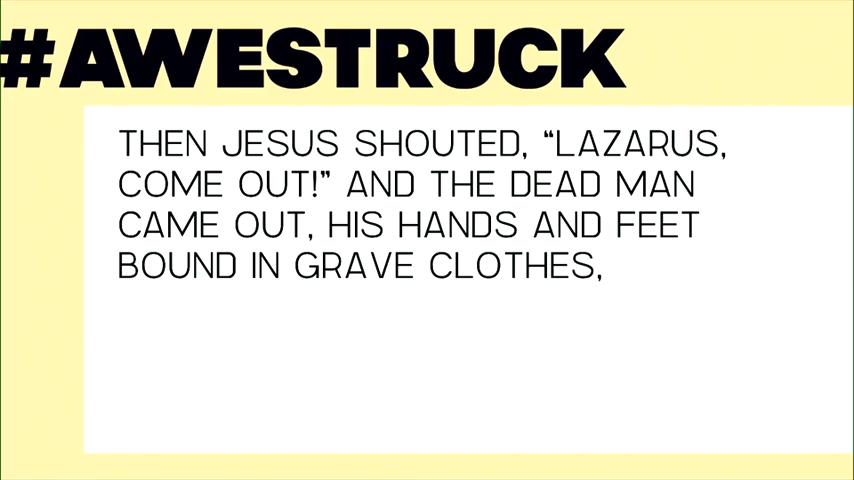 #AWESTRUCK
THEN JESUS SHOUTED, “LAZARUS,
COME OUT!” AND THE DEAD MAN
CAME OUT, HIS HANDS AND FEET
BOUND IN GRAVE CLOTHES,